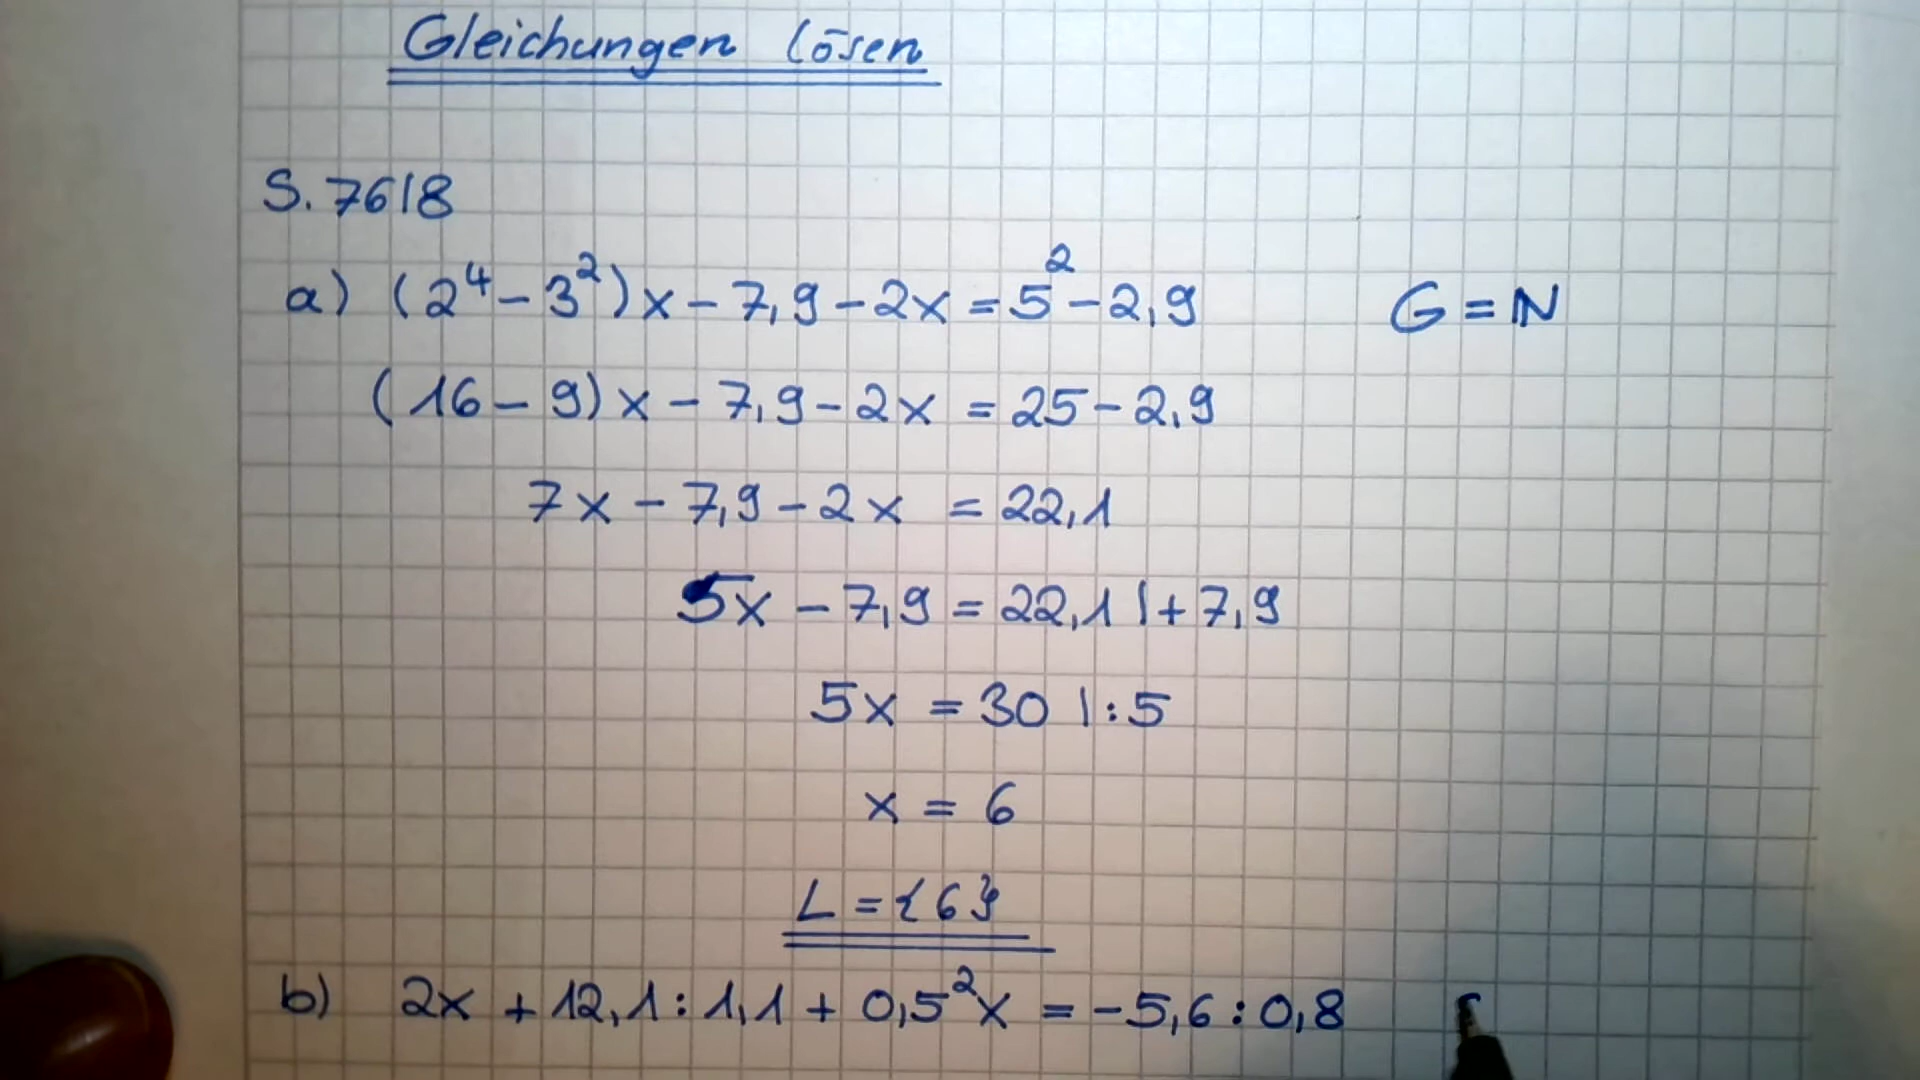 Gleichungen lösen
S. 76/8
a) (2⁴ - 3²)x - 7,9 - 2x = 5² - 2,9 G = ℕ
(16 - 9)x - 7,9 - 2x = 25 - 2,9
7x - 7,9 - 2x = 22,1
5x - 7,9 = 22,1 | + 7,9
5x = 30 | : 5
x = 6
L = {6}
b) 2x + 12,1 : 1,1 + 0,5²x = -5,6 : 0,8